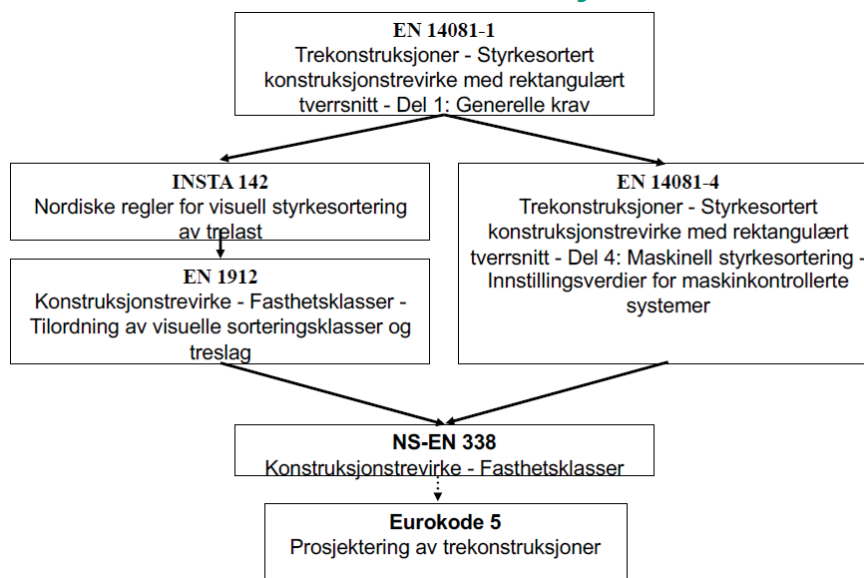 EN 14081-1
Trekonstruksjoner - Styrkesortert
konstruksjonstrevirke med rektangulært
tverrsnitt - Del 1: Generelle krav
INSTA 142
Nordiske regler for visuell styrkesortering
av trelast
EN 1912
Konstruksjonstrevirke - Fasthetsklasser -
Tilordning av visuelle sorteringsklasser og
treslag
EN 14081-4
Trekonstruksjoner - Styrkesortert
konstruksjonstrevirke med rektangulært
tverrsnitt - Del 4: Maskinell styrkesortering -
Innstillingsverdier for maskinkontrollerte
systemer
NS-EN 338
Konstruksjonstrevirke - Fasthetsklasser
Eurokode 5
Prosjektering av trekonstruksjoner